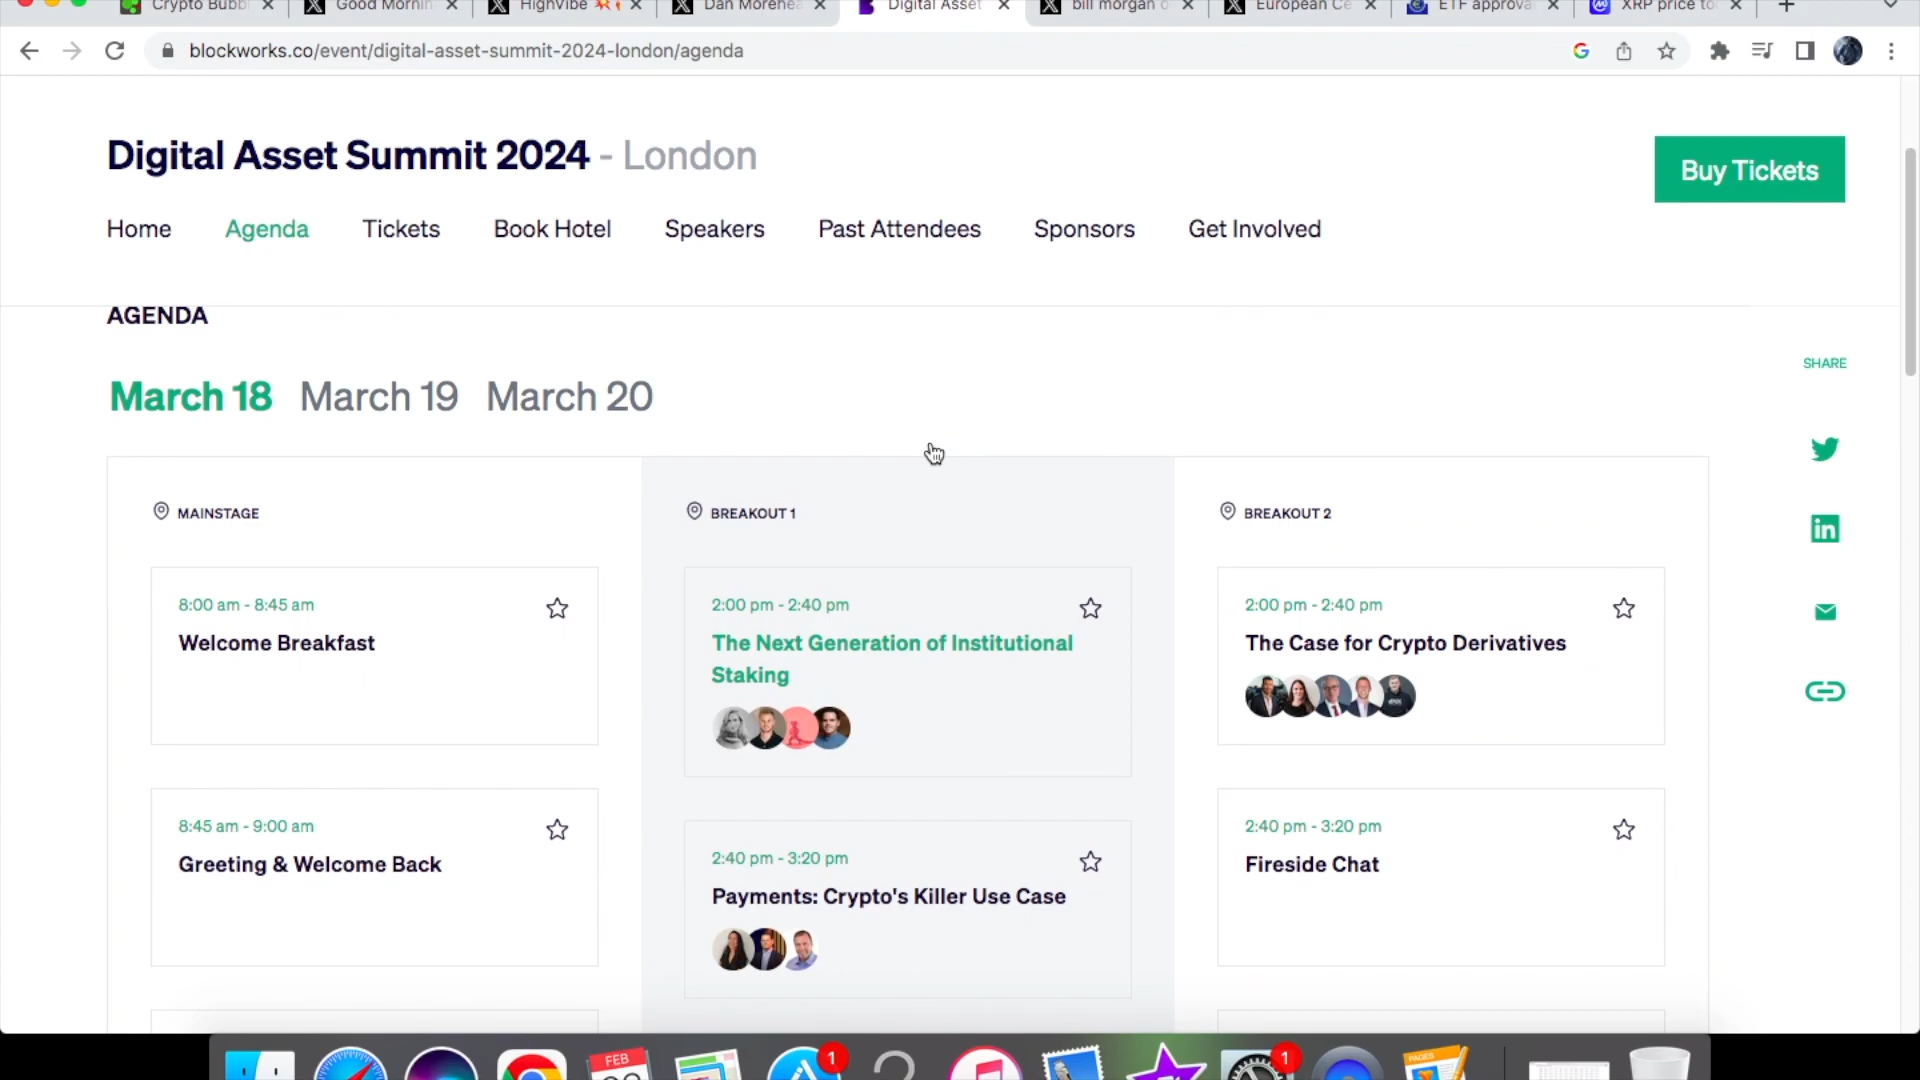 Crypto Bubb
Good Mornin
HighVibe
Dan Morehea
Digital Asset
bill morgan o
European Ce
ETF approva
XRP price to
blockworks.co/event/digital-asset-summit-2024-london/agenda
Digital Asset Summit 2024 - London
Buy Tickets
Home Agenda Tickets Book Hotel Speakers Past Attendees Sponsors Get Involved
AGENDA
SHARE
March 18 March 19 March 20
MAINSTAGE
8:00 am - 8:45 am
Welcome Breakfast
8:45 am - 9:00 am
Greeting & Welcome Back
BREAKOUT 1
2:00 pm - 2:40 pm
The Next Generation of Institutional
Staking
2:40 pm - 3:20 pm
Payments: Crypto's Killer Use Case
BREAKOUT 2
2:00 pm - 2:40 pm
The Case for Crypto Derivatives
2:40 pm - 3:20 pm
Fireside Chat
in
FEB
1
1
PAGES